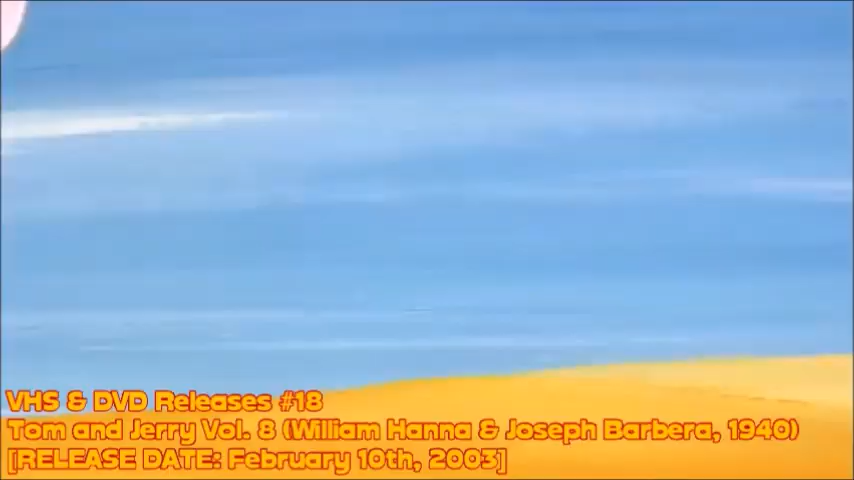 VHS & DVD Releases #18
Tom and Jerry Vol. 8 (William Hanna & Joseph Barbera, 1940)
[RELEASE DATE: February 10th, 2003]